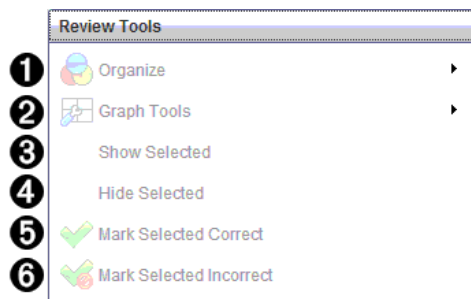 Review Tools
1 Organize
2 Graph Tools
3 Show Selected
4 Hide Selected
5 Mark Selected Correct
6 Mark Selected Incorrect